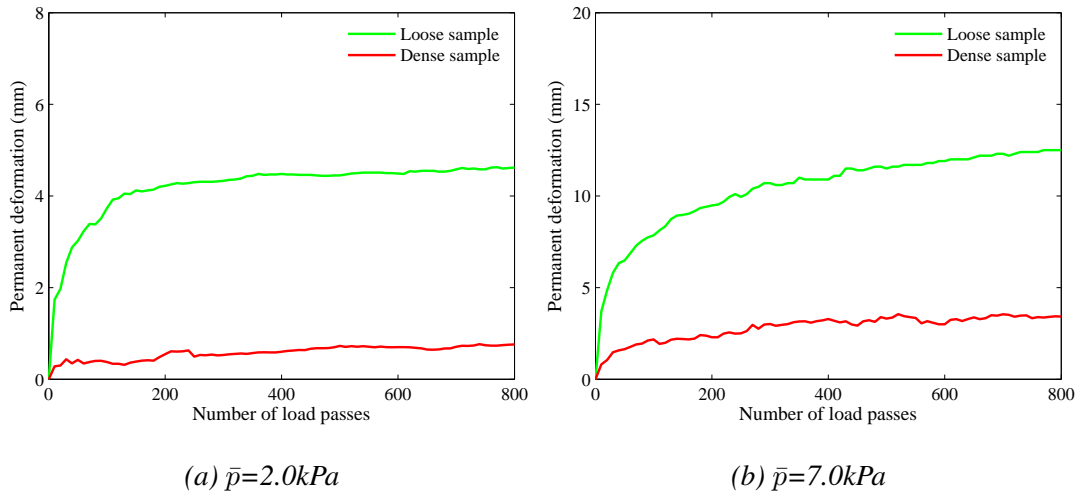 8
6
4
2
0
Permanent deformation (mm)
Loose sample
Dense sample
0 200 400 600 800
Number of load passes
(a) p̄=2.0kPa
20
15
10
5
0
Permanent deformation (mm)
Loose sample
Dense sample
0 200 400 600 800
Number of load passes
(b) p̄=7.0kPa